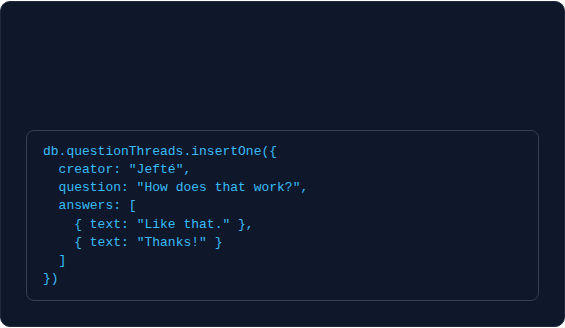 db.questionThreads.insertOne({
  creator: "Jefté",
  question: "How does that work?",
  answers: [
    { text: "Like that." },
    { text: "Thanks!" }
  ]
})